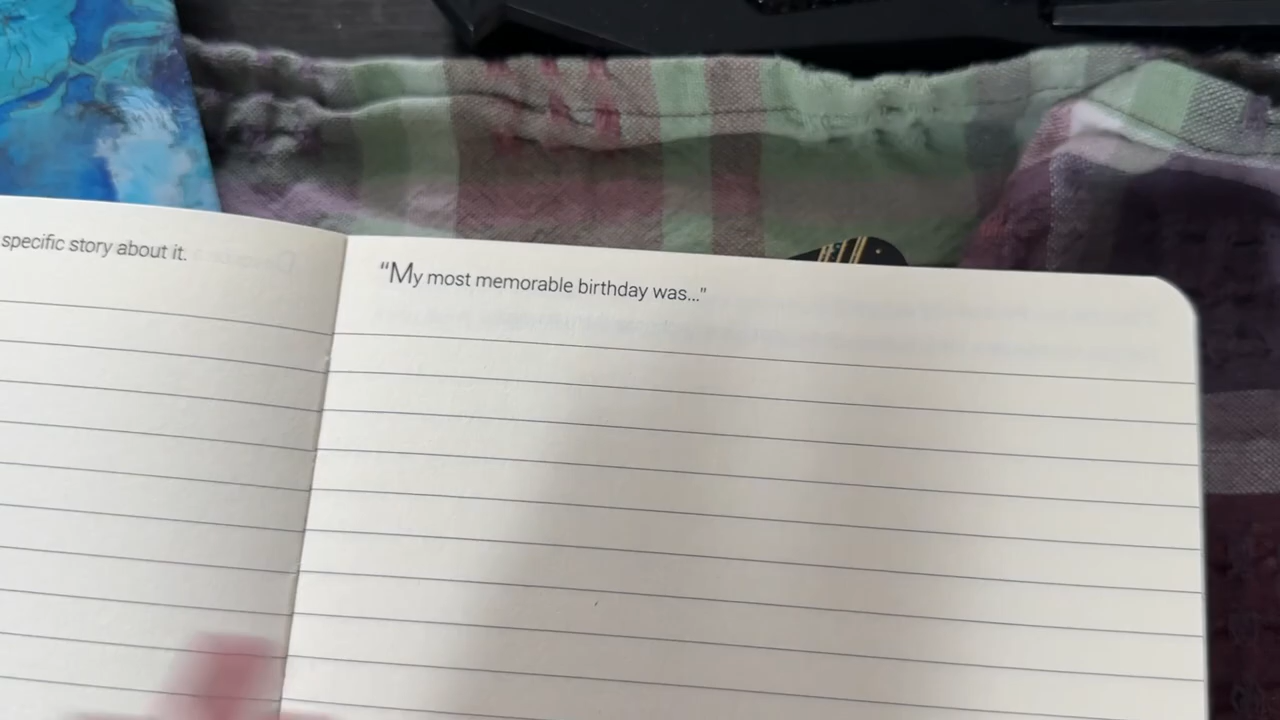 specific story about it.
“My most memorable birthday was...”